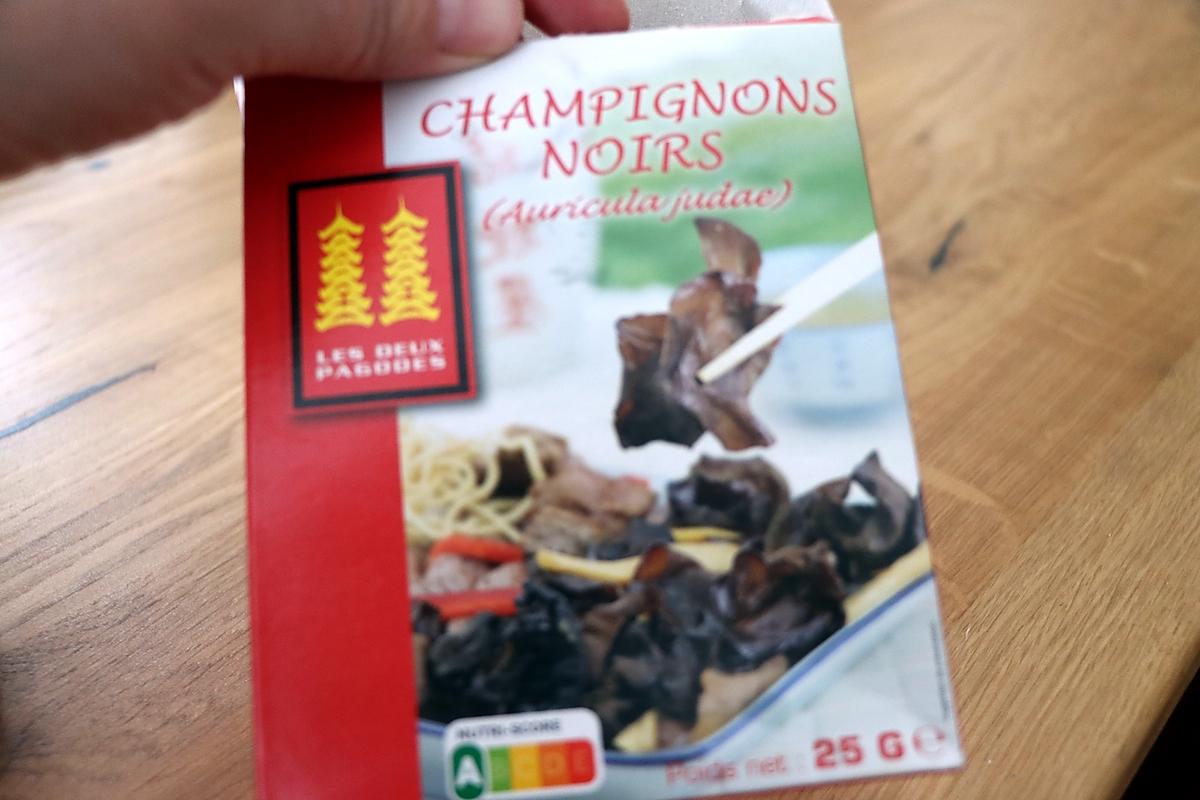 CHAMPIGNONS
NOIRS
(Auricula judae)
LES DEUX
PAGODES
NUTRI-SCORE
A B C D E
Poids net : 25 G e